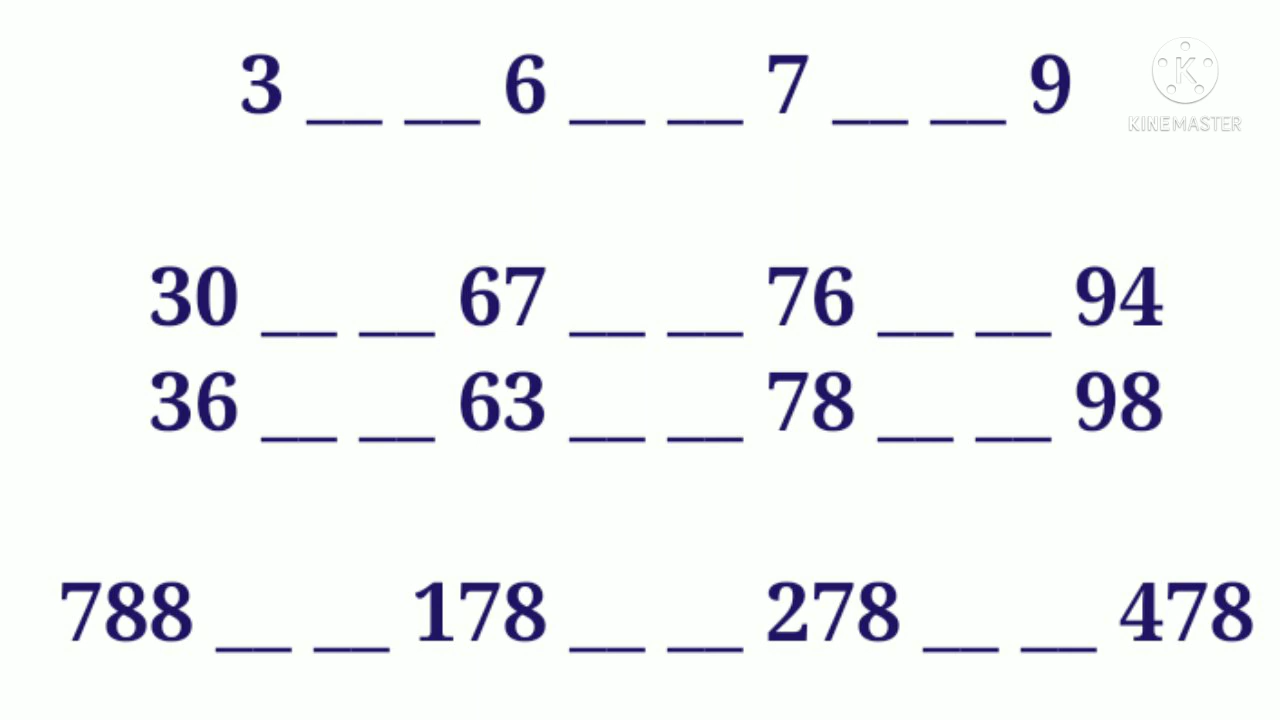 3 __ __ 6 __ __ 7 __ __ 9
KINEMASTER
30 __ __ 67 __ __ 76 __ __ 94
36 __ __ 63 __ __ 78 __ __ 98
788 __ __ 178 __ __ 278 __ __ 478